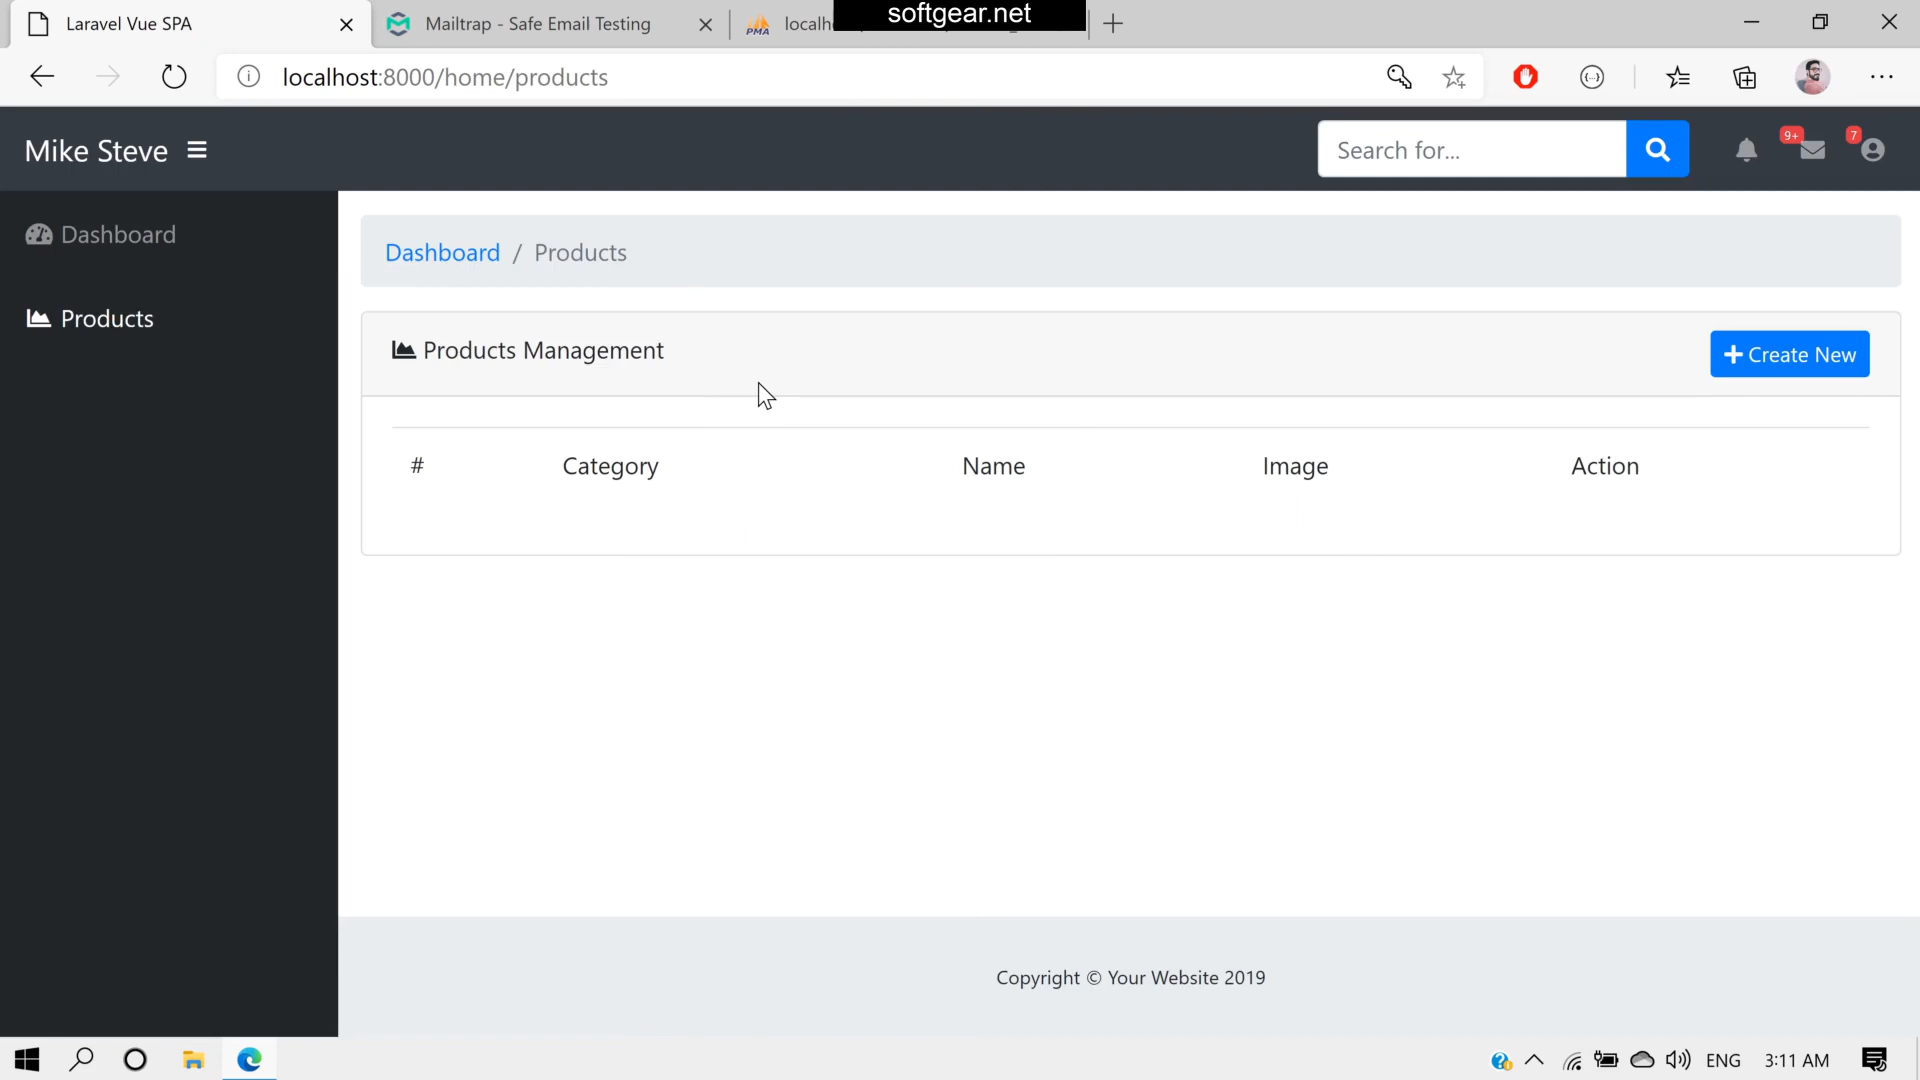 Laravel Vue SPA
Mailtrap - Safe Email Testing
PMA
softgear.net
localhost:8000/home/products
Mike Steve
Search for...
9+
7
Dashboard
Products
Dashboard / Products
Products Management
Create New
# Category Name Image Action
Copyright © Your Website 2019
ENG
3:11 AM